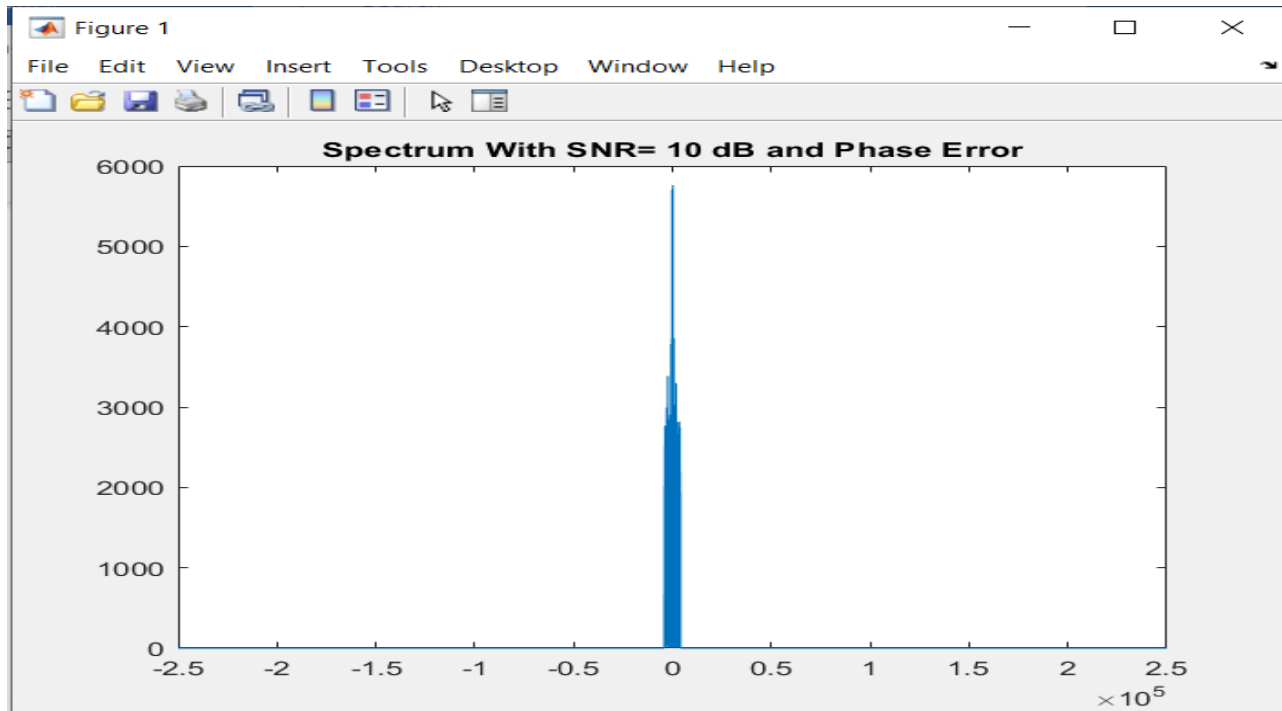 Figure 1
File Edit View Insert Tools Desktop Window Help
Spectrum With SNR= 10 dB and Phase Error
6000
5000
4000
3000
2000
1000
0
-2.5 -2 -1.5 -1 -0.5 0 0.5 1 1.5 2 2.5
×10⁵